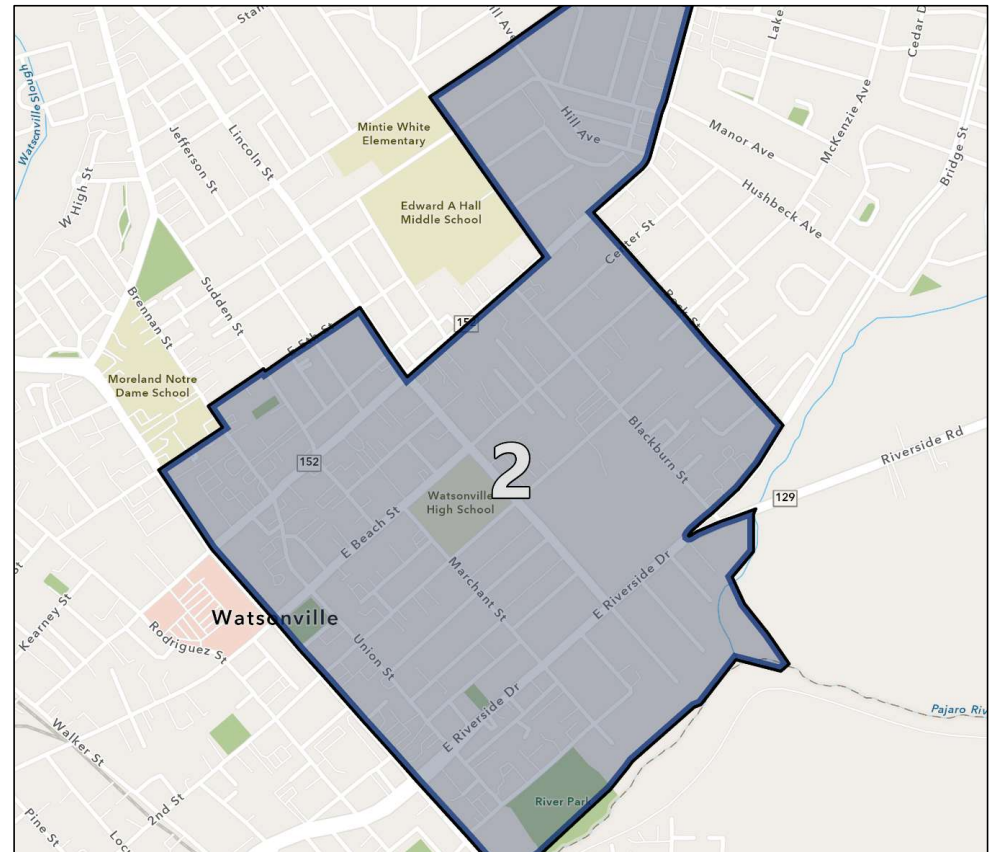 Watsonville Slough
Lincoln St
Jefferson St
W High St
Mintie White
Elementary
Edward A Hall
Middle School
Hill Ave
Manor Ave
McKenzie Ave
Bridge St
Hushbeck Ave
Center St
Sudden St
Brennan St
E 5th St
Moreland Notre
Dame School
152
Blackburn St
2
Watsonville
High School
E Beach St
Marchant St
Riverside Rd
129
E Riverside Dr
Watsonville
Kearney St
Rodriguez St
Union St
E Riverside Dr
Walker St
2nd St
Pine St
River Park